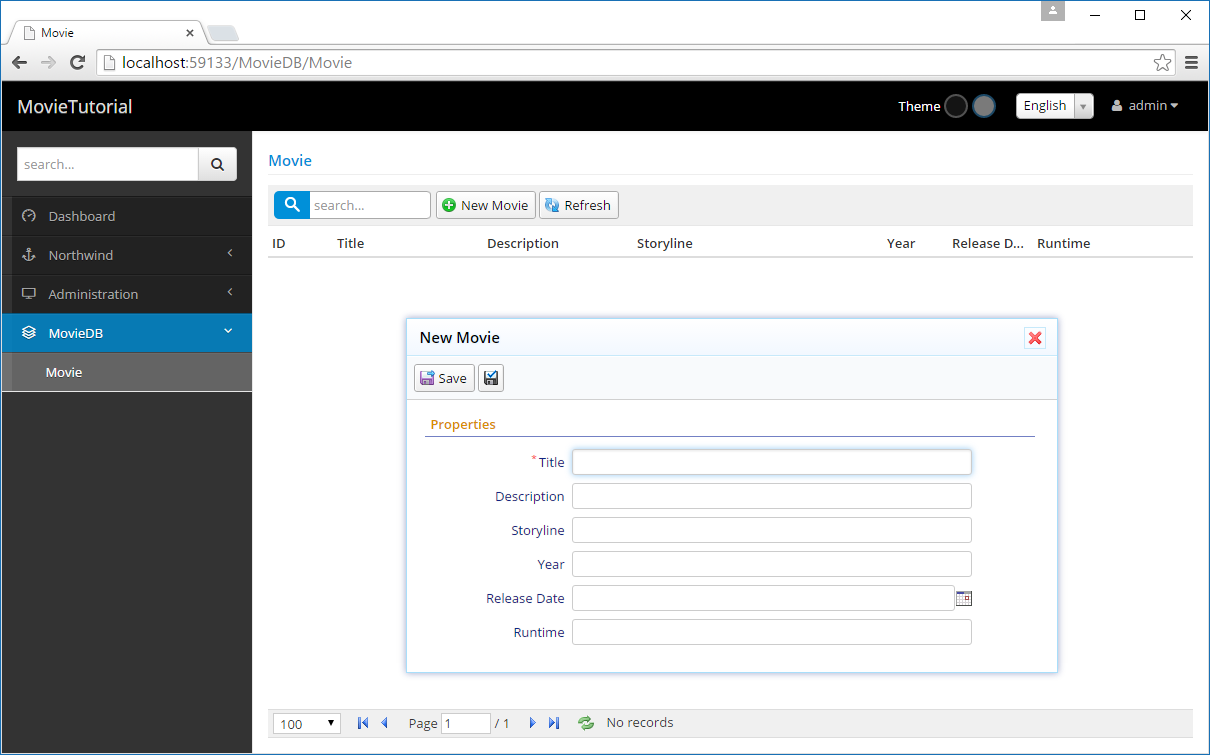 Movie
localhost:59133/MovieDB/Movie
MovieTutorial
Theme
English
admin
search...
Dashboard
Northwind
Administration
MovieDB
Movie
Movie
search...
New Movie
Refresh
ID Title Description Storyline Year Release D... Runtime
New Movie
Save
Properties
*Title
Description
Storyline
Year
Release Date
Runtime
100 Page 1 / 1 No records